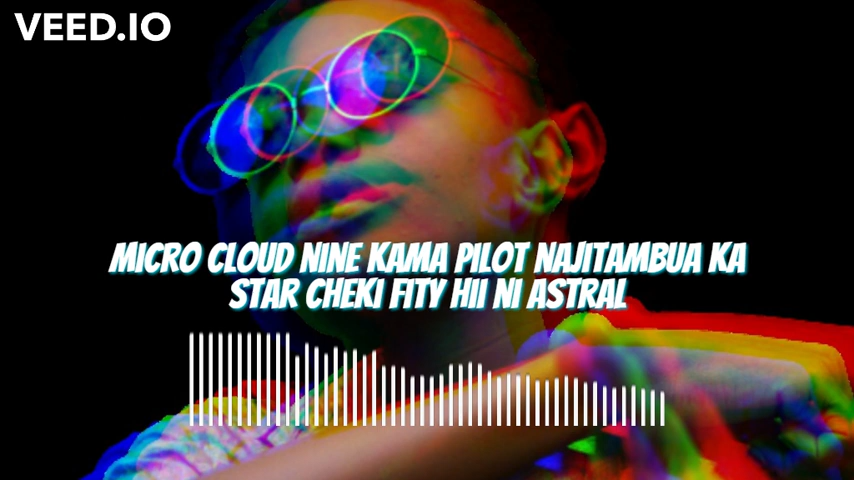 VEED.IO
MICRO CLOUD NINE KAMA PILOT NAJITAMBUA KA
STAR CHEKI FITY HII NI ASTRAL